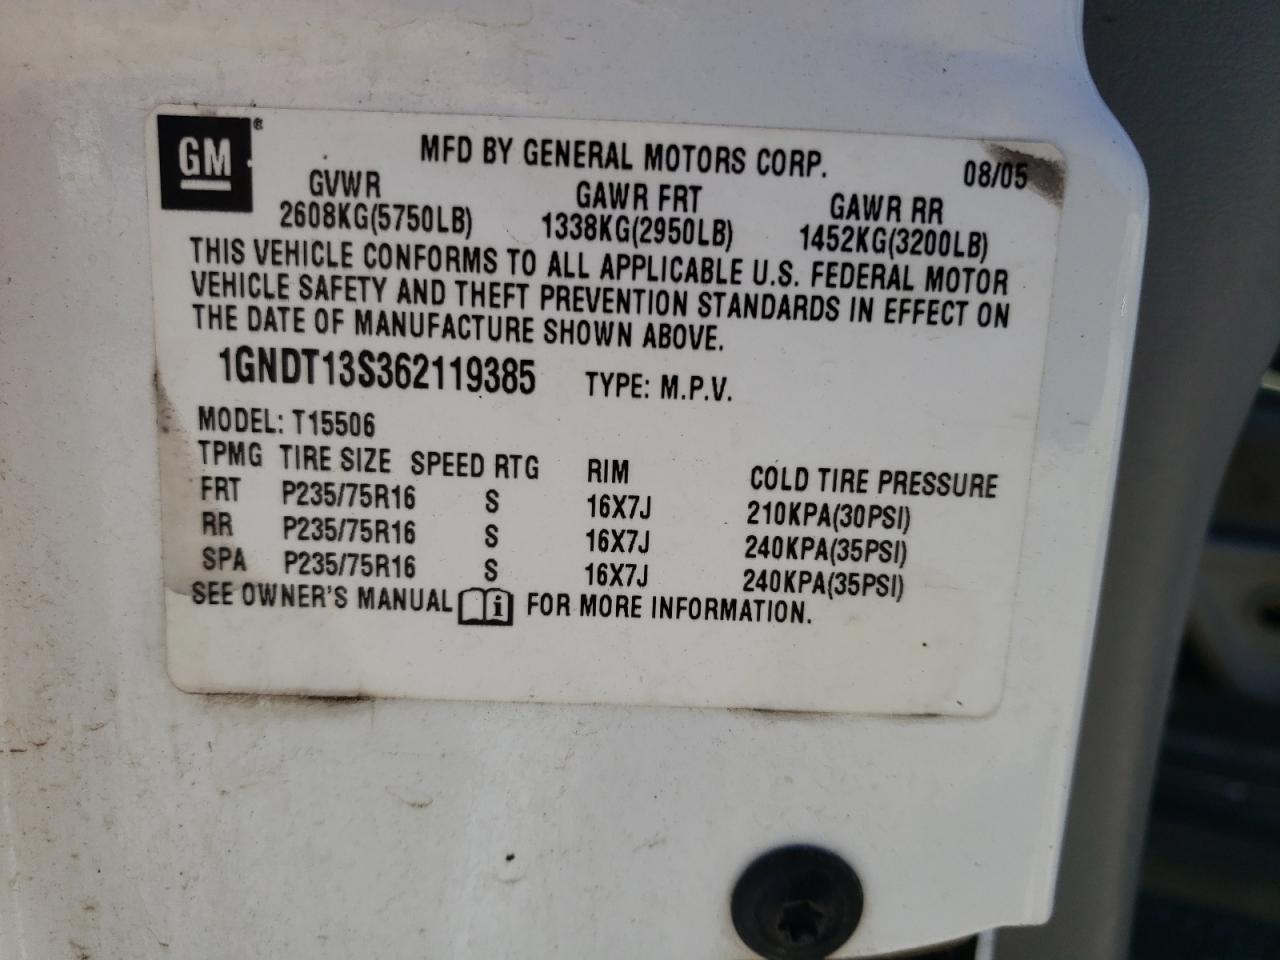 GM ®
MFD BY GENERAL MOTORS CORP. 08/05
GVWR GAWR FRT GAWR RR
2608KG(5750LB) 1338KG(2950LB) 1452KG(3200LB)
THIS VEHICLE CONFORMS TO ALL APPLICABLE U.S. FEDERAL MOTOR
VEHICLE SAFETY AND THEFT PREVENTION STANDARDS IN EFFECT ON
THE DATE OF MANUFACTURE SHOWN ABOVE.
1GNDT13S362119385 TYPE: M.P.V.
MODEL: T15506
TPMG TIRE SIZE SPEED RTG RIM COLD TIRE PRESSURE
FRT P235/75R16 S 16X7J 210KPA(30PSI)
RR P235/75R16 S 16X7J 240KPA(35PSI)
SPA P235/75R16 S 16X7J 240KPA(35PSI)
SEE OWNER'S MANUAL i FOR MORE INFORMATION.